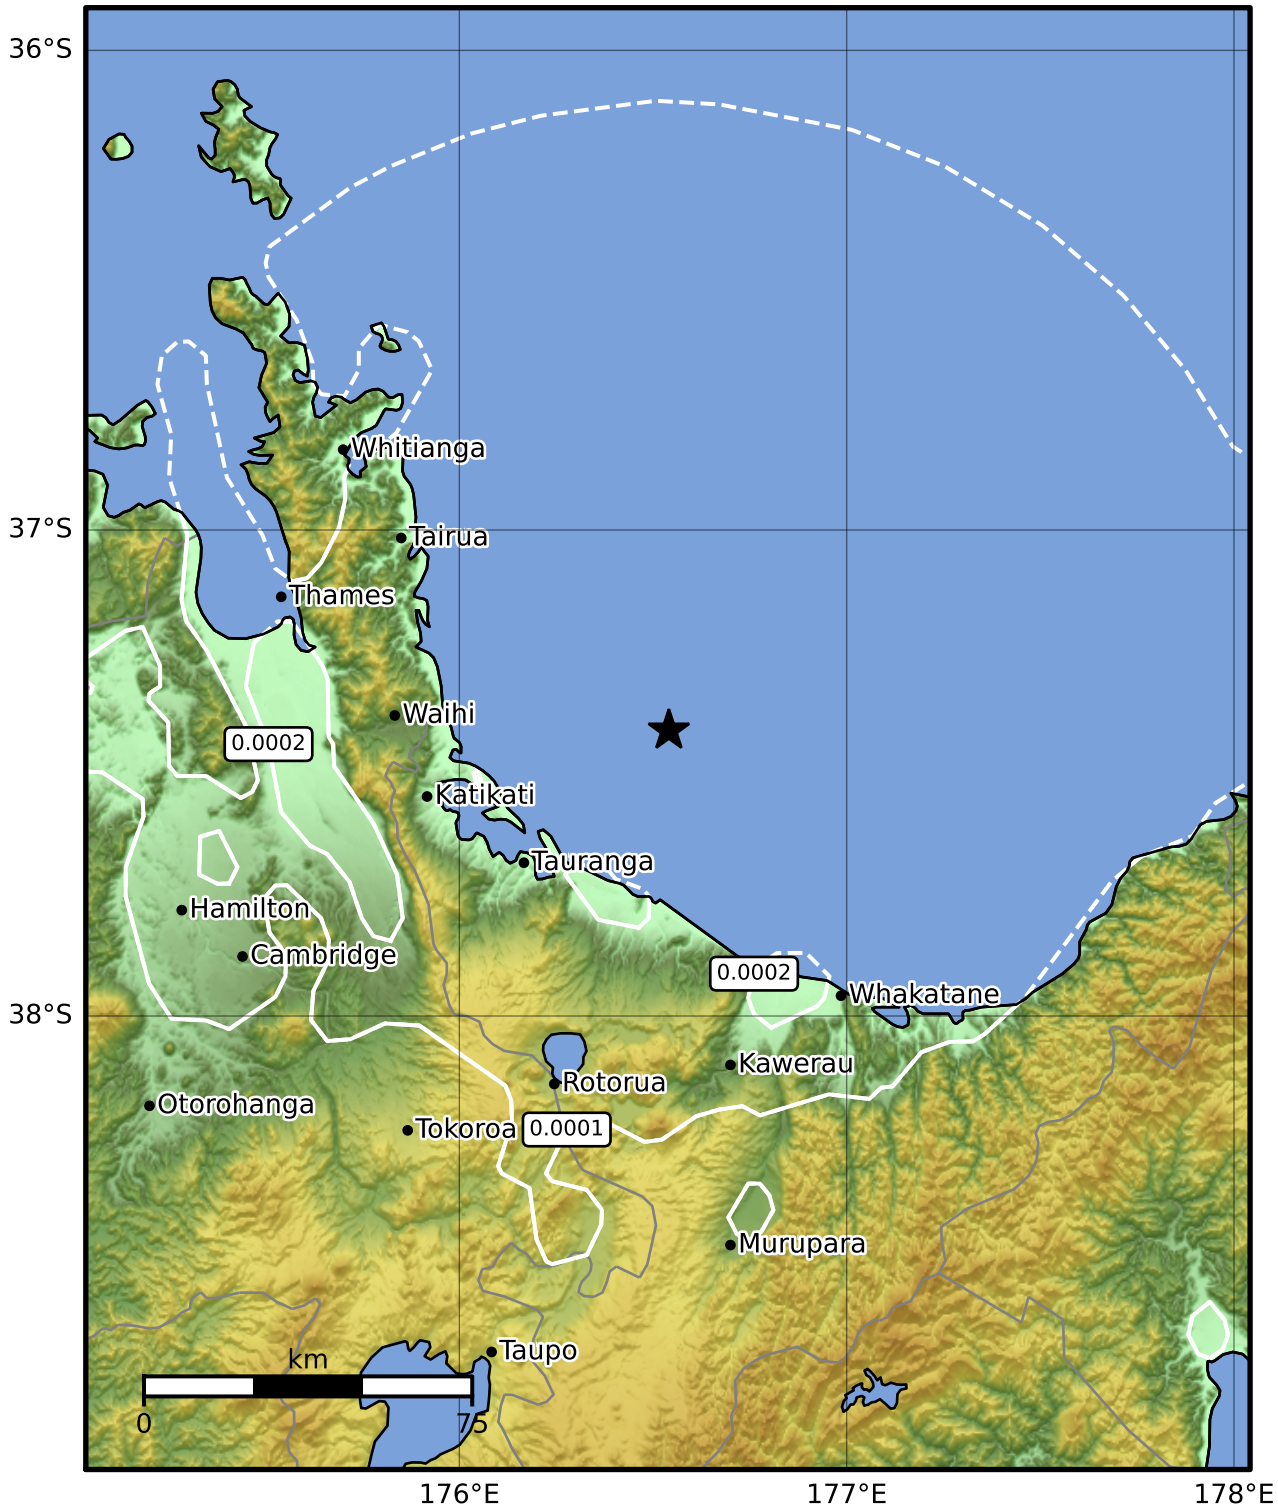 36°S
Whitianga
37°S
Tairua
Thames
Waihi
0.0002
Katikati
Tauranga
Hamilton
Cambridge
0.0002
Whakatane
38°S
Kawerau
Rotorua
Otorohanga
Tokoroa
0.0001
Murupara
Taupo
km
0
75
176°E
177°E
178°E